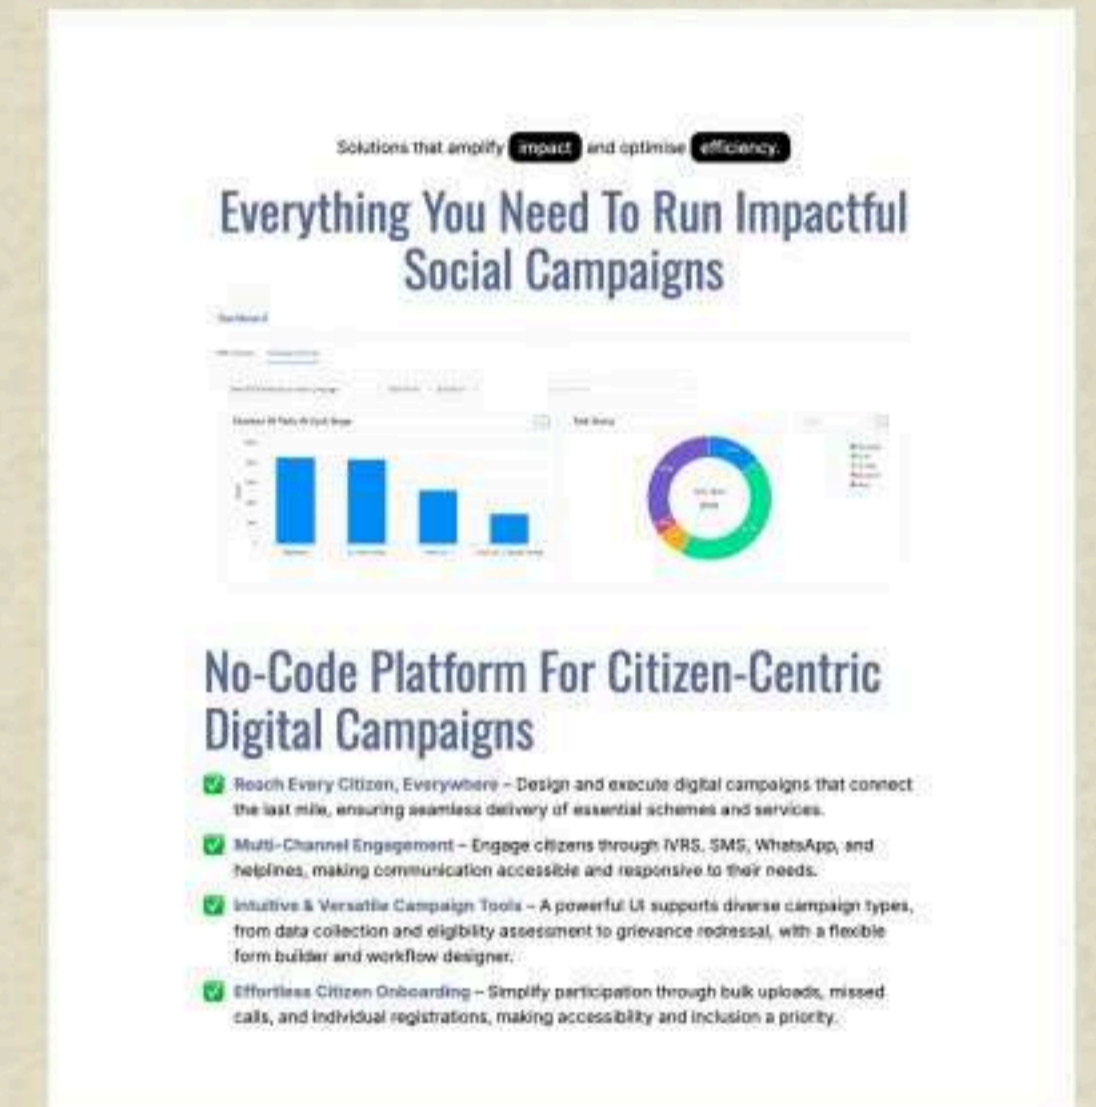 Solutions that amplify impact and optimise efficiency.
Everything You Need To Run Impactful
Social Campaigns
Dashboard
No-Code Platform For Citizen-Centric
Digital Campaigns
✅ Reach Every Citizen, Everywhere – Design and execute digital campaigns that connect
the last mile, ensuring seamless delivery of essential schemes and services.
✅ Multi-Channel Engagement – Engage citizens through IVRS, SMS, WhatsApp, and
helplines, making communication accessible and responsive to their needs.
✅ Intuitive & Versatile Campaign Tools – A powerful UI supports diverse campaign types,
from data collection and eligibility assessment to grievance redressal, with a flexible
form builder and workflow designer.
✅ Effortless Citizen Onboarding – Simplify participation through bulk uploads, missed
calls, and individual registrations, making accessibility and inclusion a priority.